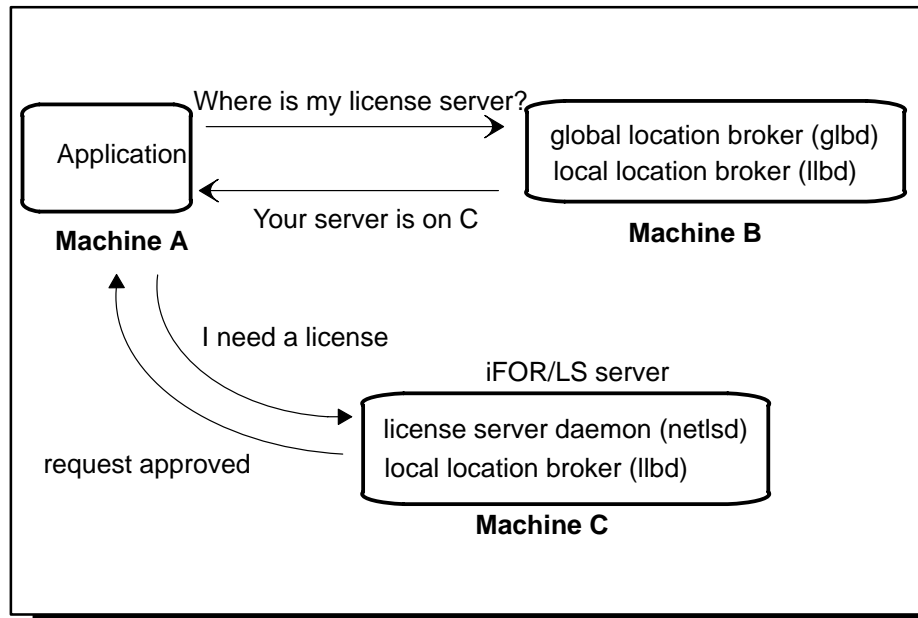 Where is my license server?
Application
global location broker (glbd)
local location broker (llbd)
Your server is on C
Machine A
Machine B
I need a license
iFOR/LS server
license server daemon (netlsd)
local location broker (llbd)
request approved
Machine C